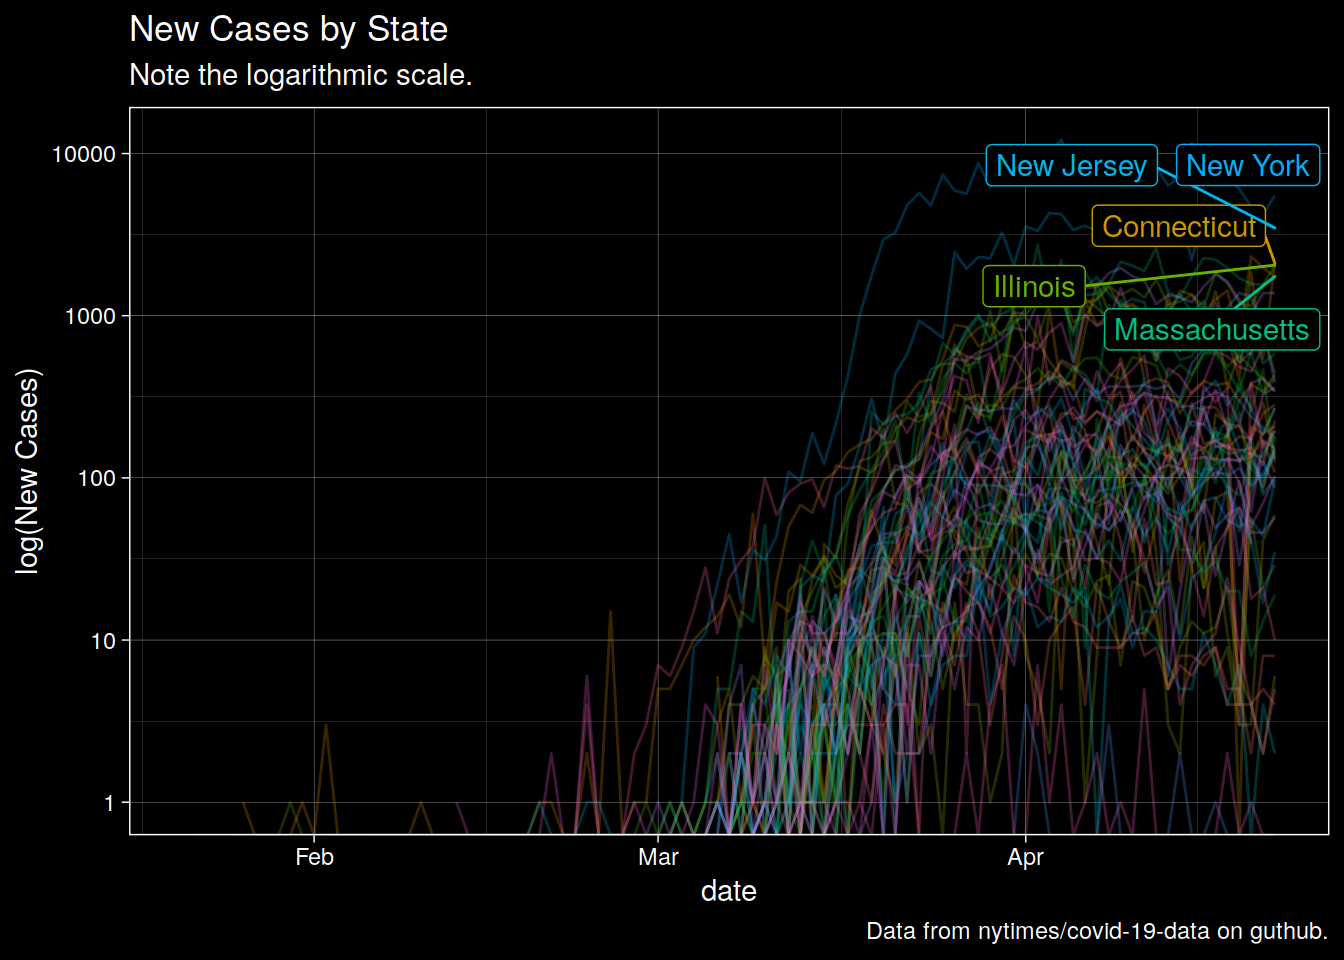 New Cases by State
Note the logarithmic scale.
10000
1000
100
10
1
log(New Cases)
New Jersey
New York
Connecticut
Illinois
Massachusetts
Feb
Mar
Apr
date
Data from nytimes/covid-19-data on guthub.